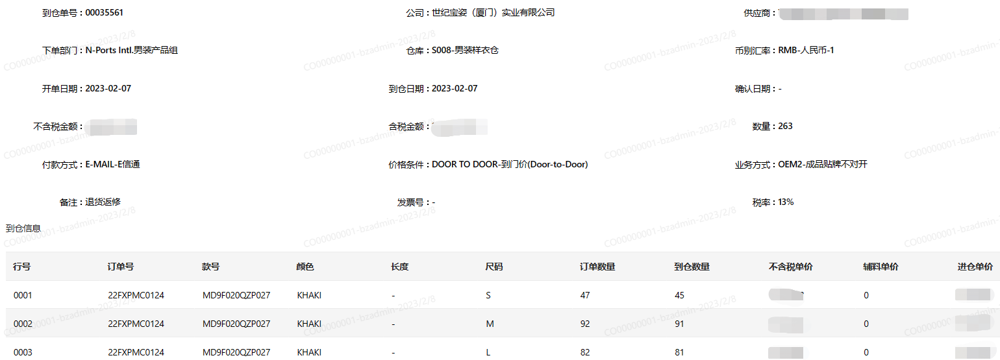 到仓单号：00035561 公司：世纪宝姿（厦门）实业有限公司 供应商：
下单部门：N-Ports Intl.男装产品组 仓库：S008-男装样衣仓 币别汇率：RMB-人民币-1
开单日期：2023-02-07 到仓日期：2023-02-07 确认日期：-
不含税金额： 含税金额： 数量：263
付款方式：E-MAIL-E信通 价格条件：DOOR TO DOOR-到门价(Door-to-Door) 业务方式：OEM2-成品贴牌不对开
备注：退货返修 发票号：- 税率：13%
到仓信息
行号 订单号 款号 颜色 长度 尺码 订单数量 到仓数量 不含税单价 辅料单价 进仓单价
0001 22FXPMC0124 MD9F020QZP027 KHAKI - S 47 45 0
0002 22FXPMC0124 MD9F020QZP027 KHAKI - M 92 91 0
0003 22FXPMC0124 MD9F020QZP027 KHAKI - L 82 81 0
CO00000001-bzadmin-2023/2/8